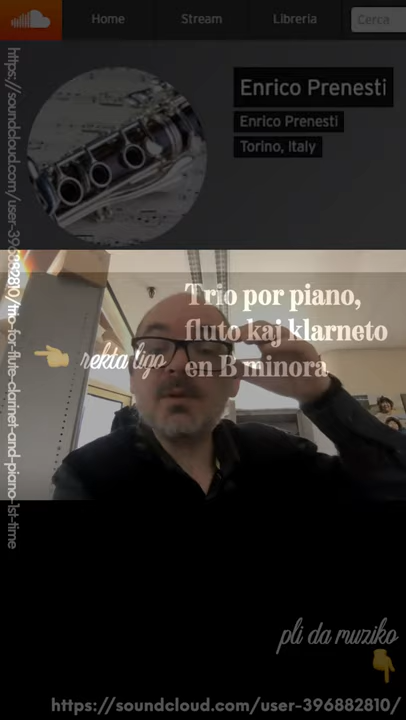 Home Stream Libreria Cerca
Enrico Prenesti
Enrico Prenesti
Torino, Italy
https://soundcloud.com/user-396882810/trio-for-flute-clarinet-and-piano-1st-time
Trio por piano,
fluto kaj klarneto
en B minora
👈 rekta ligo
pli da muziko
👇
https://soundcloud.com/user-396882810/